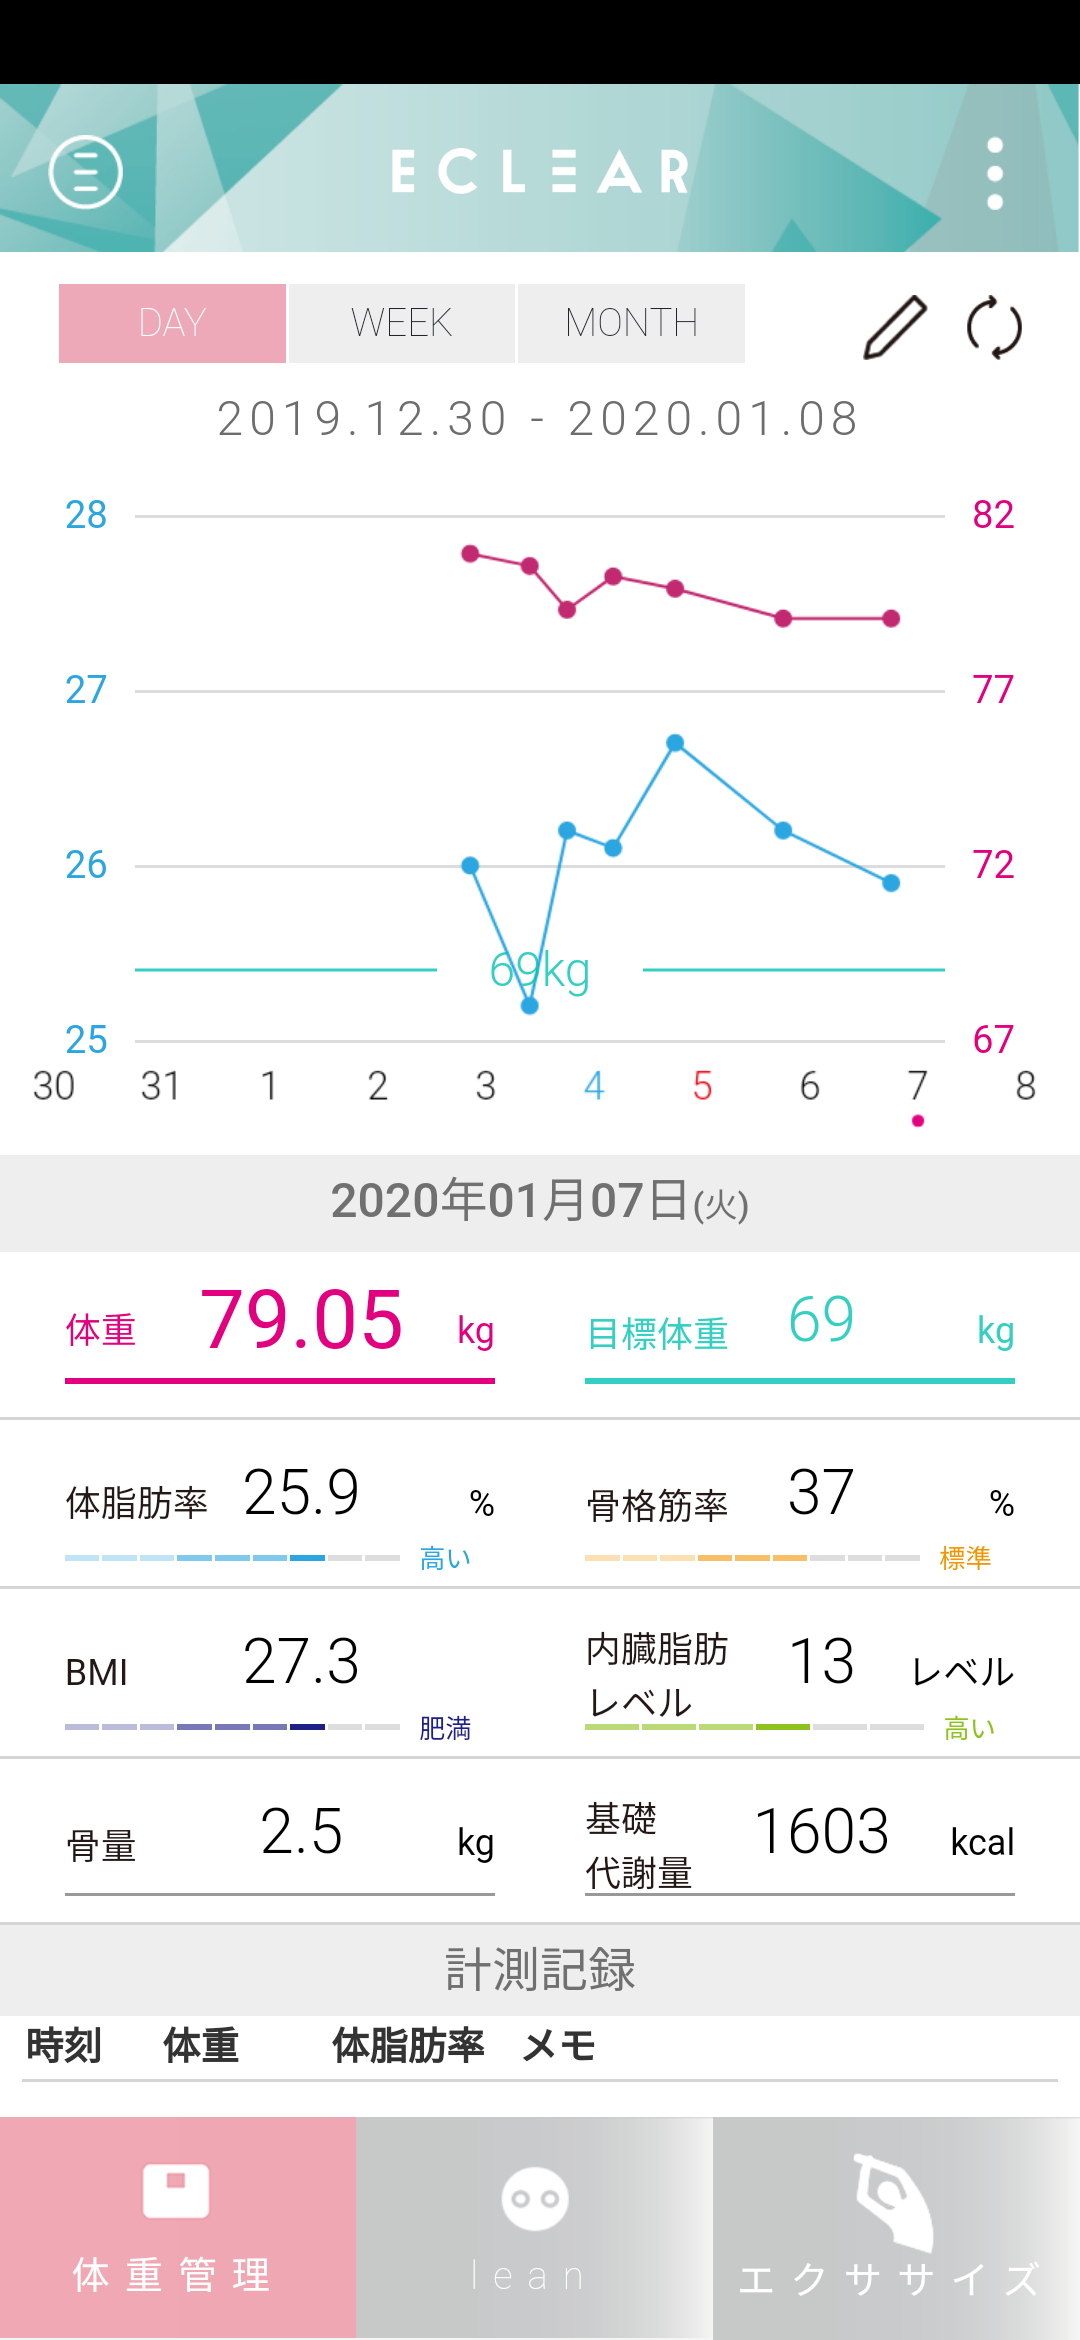 ECLEAR
DAY WEEK MONTH
2019.12.30 - 2020.01.08
28 82
27 77
26 72
69kg
25 67
30 31 1 2 3 4 5 6 7 8
2020年01月07日(火)
体重 79.05 kg 目標体重 69 kg
体脂肪率 25.9 % 骨格筋率 37 %
高い 標準
BMI 27.3 内臓脂肪レベル 13 レベル
肥満 高い
骨量 2.5 kg 基礎代謝量 1603 kcal
計測記録
時刻 体重 体脂肪率 メモ
体重管理 lean エクササイズ